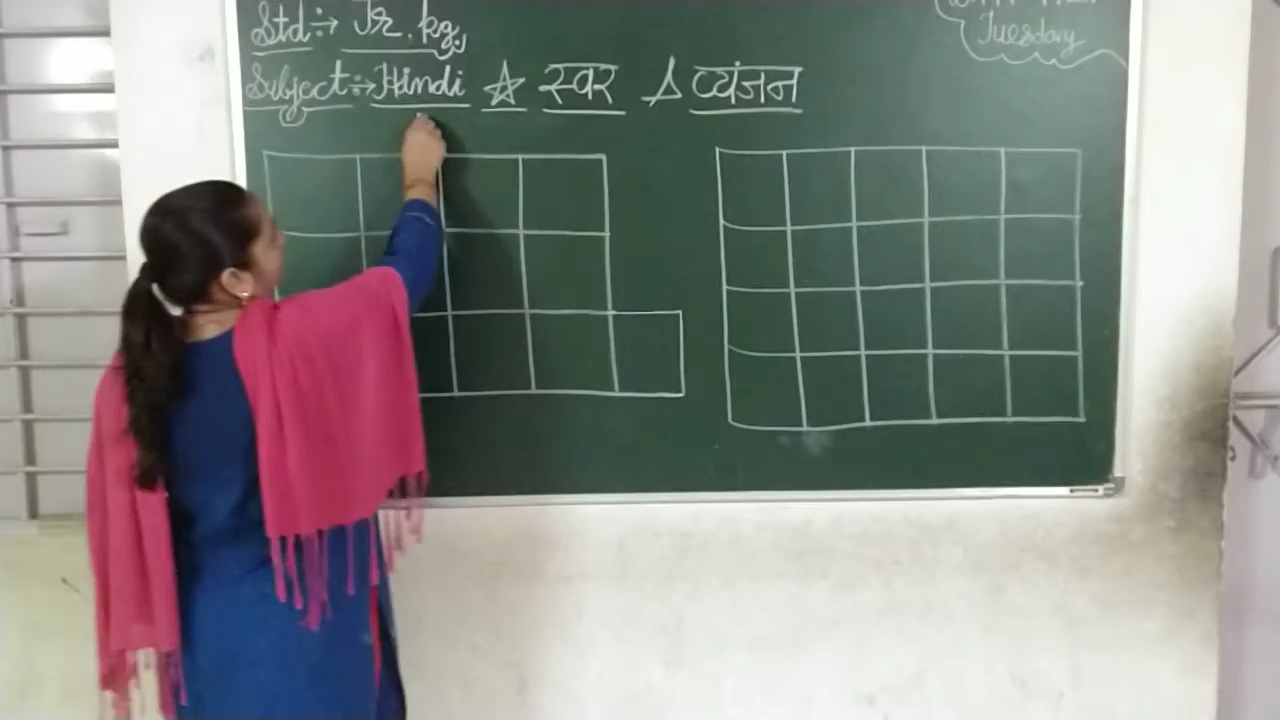 Std :→ Jr. kg.,
Subject :→ Hindi ☆ स्वर △ व्यंजन
Tuesday